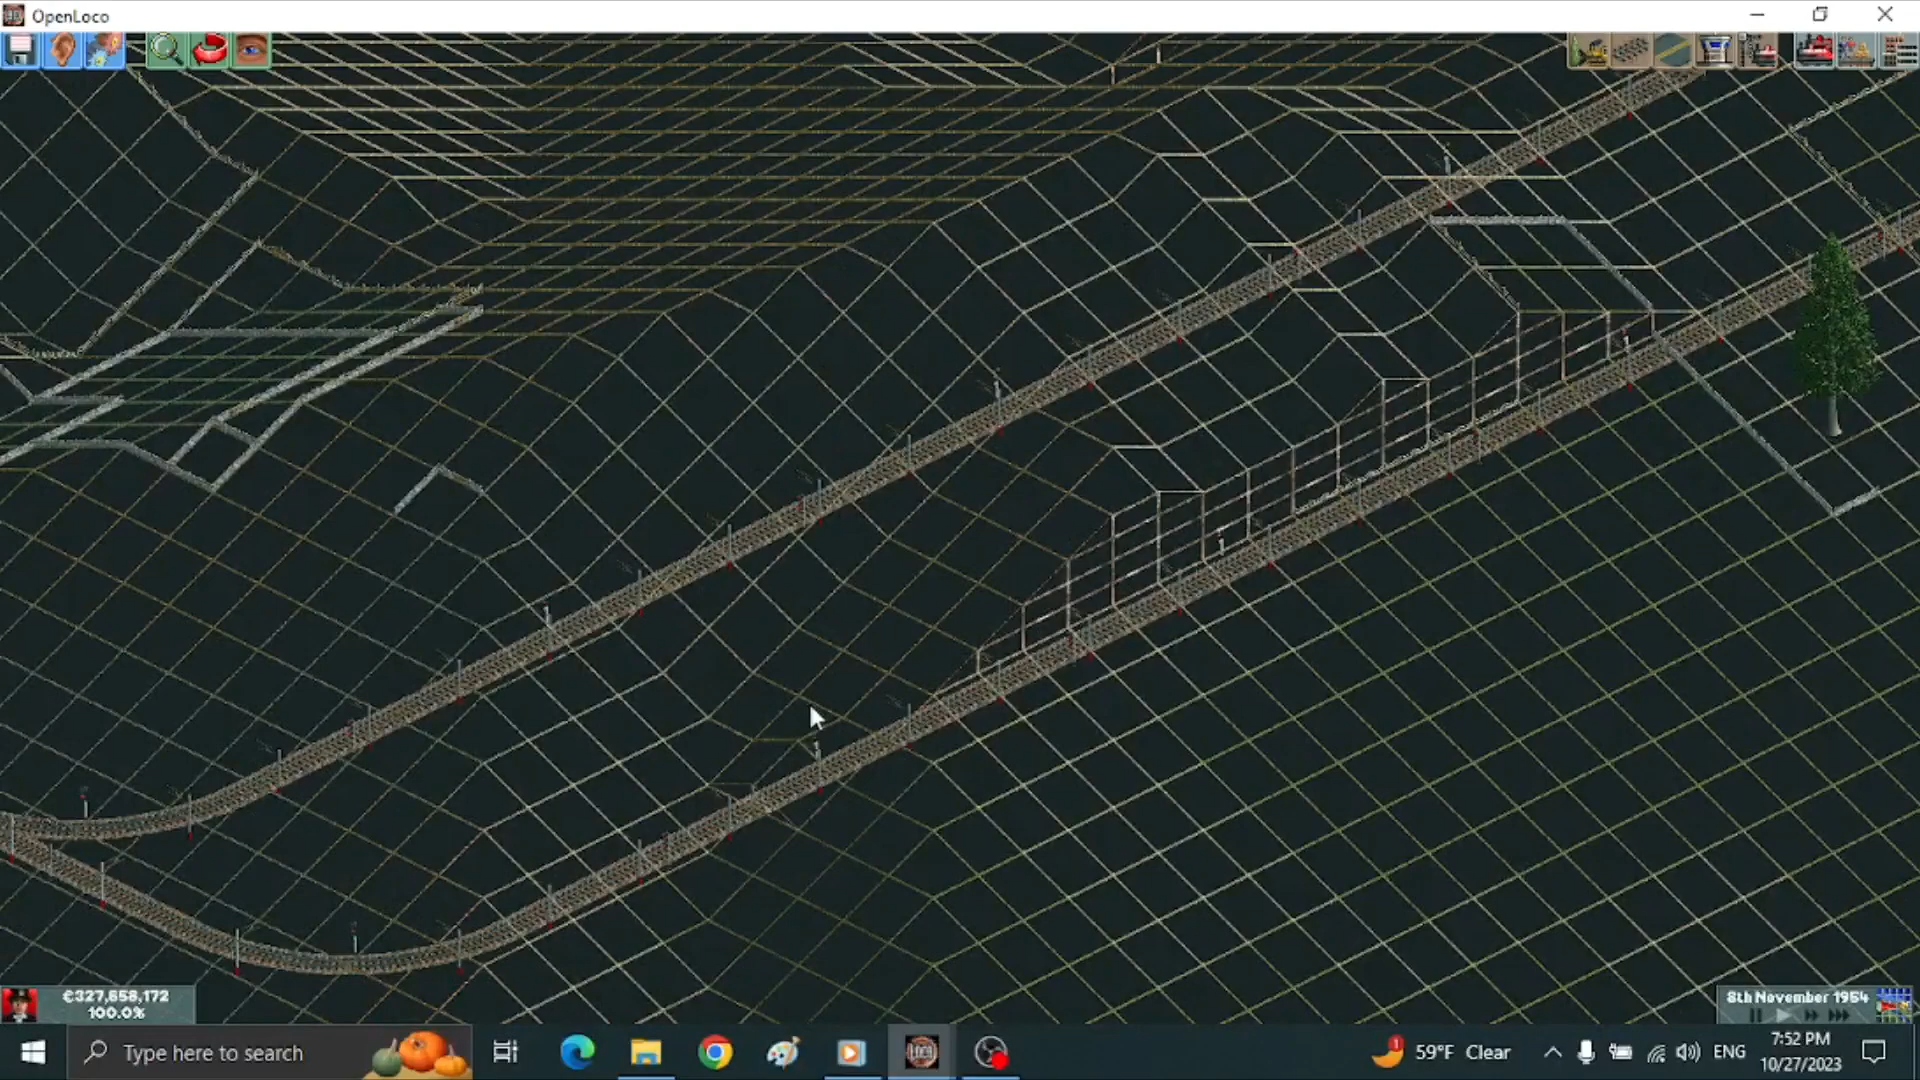 OpenLoco
€327,658,172
100.0%
8th November 1954
Type here to search
1
59°F Clear
ENG
7:52 PM
10/27/2023